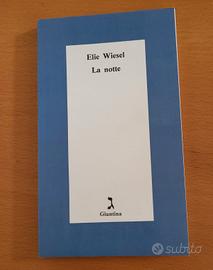 Elie Wiesel
La notte
ג
Giuntina
subito